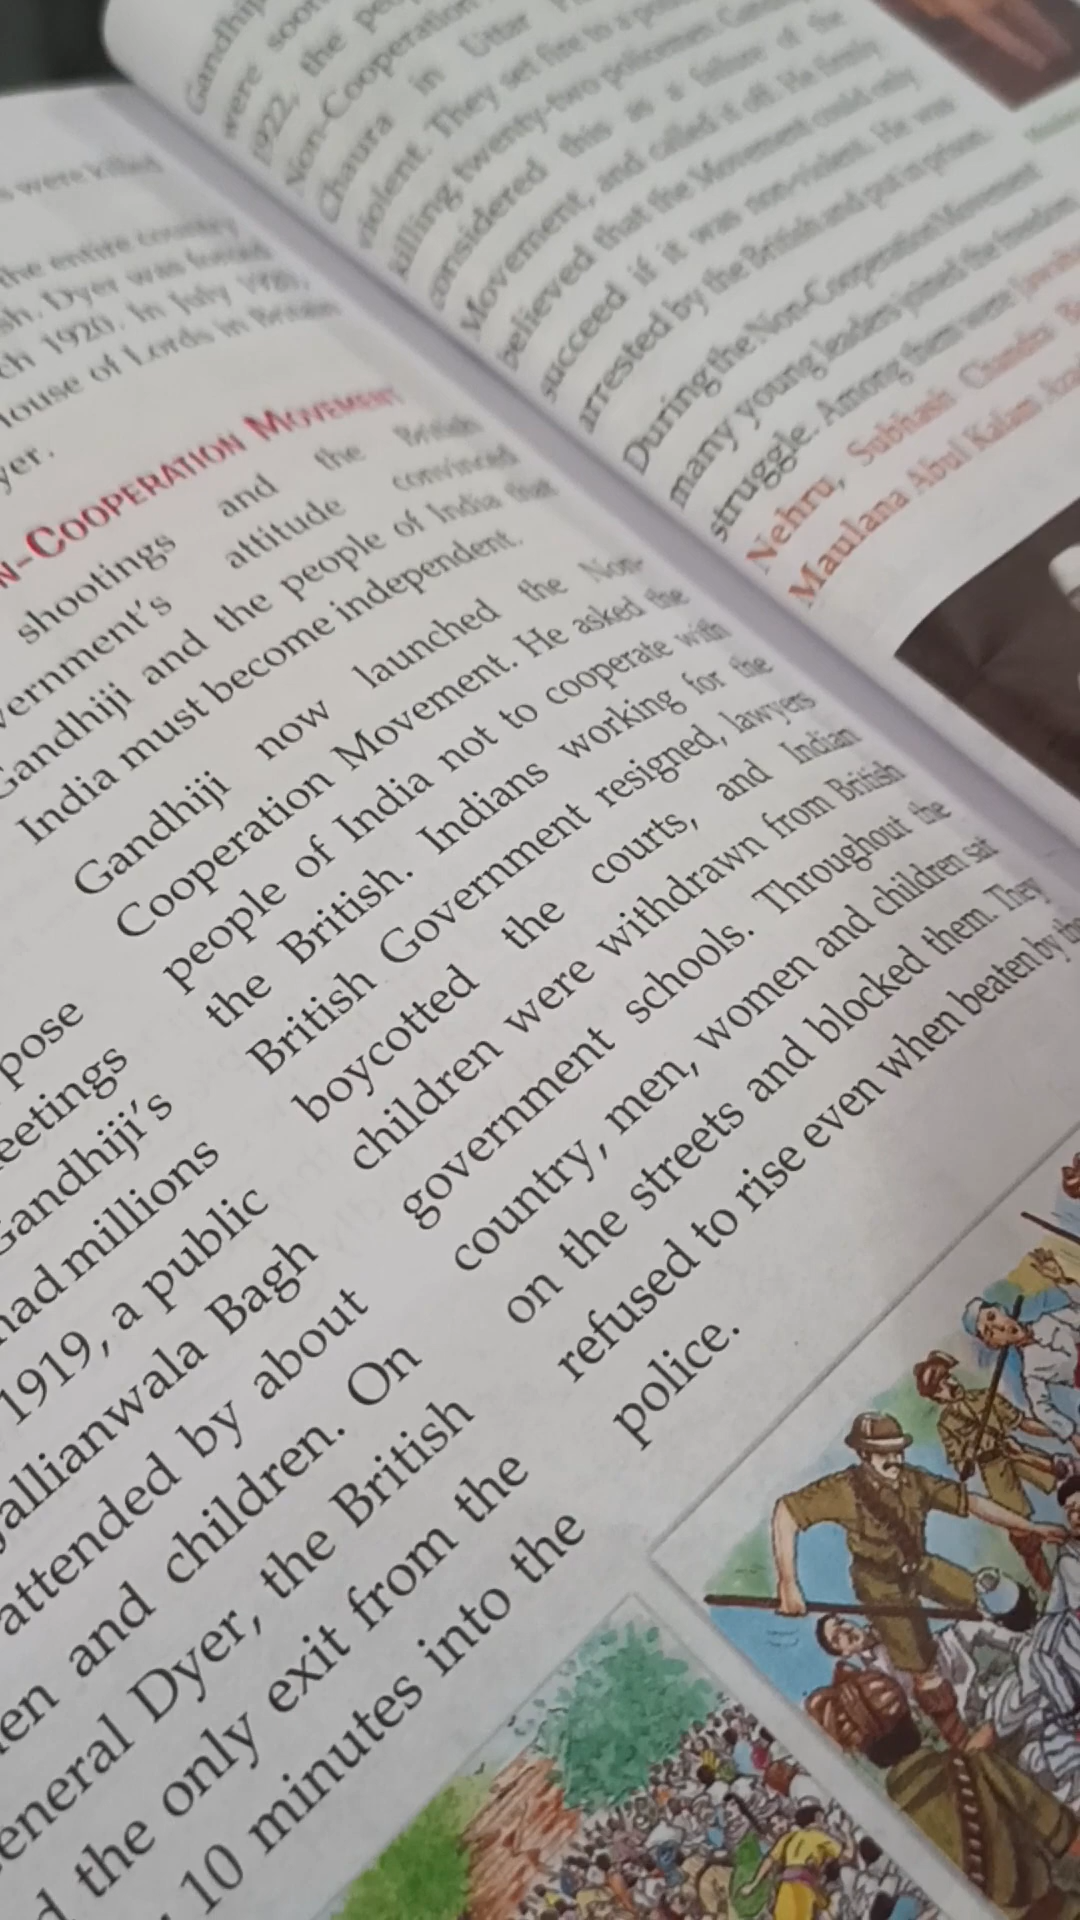 pose
eetings
Gandhiji's
had millions
1919, a public
allianwala Bagh
attended by about
en and children. On
eneral Dyer, the British
the only exit from the
10 minutes into the
were killed
the entire country
sh. Dyer was forced
ch 1920. In July 1920,
House of Lords in Britain
yer.
N-COOPERATION MOVEMENT
shootings and the British
vernment's attitude convinced
Gandhiji and the people of India that
India must become independent.
Gandhiji now launched the Non-
Cooperation Movement. He asked the
people of India not to cooperate with
the British. Indians working for the
British Government resigned, lawyers
boycotted the courts, and Indian
children were withdrawn from British
government schools. Throughout the
country, men, women and children sat
on the streets and blocked them. They
refused to rise even when beaten by the
police.
Gandhiji
were soon
1922, the
Non-Cooperation
Chaura in Uttar
violent. They set fire to a
killing twenty-two policemen.
considered this as a failure of the
Movement, and called it off. He firmly
believed that the Movement could only
succeed if it was non-violent. He was
arrested by the British and put in prison.
During the Non-Cooperation Movement
many young leaders joined the freedom
struggle. Among them were
Nehru, Subhash Chandra
Maulana Abul Kalam